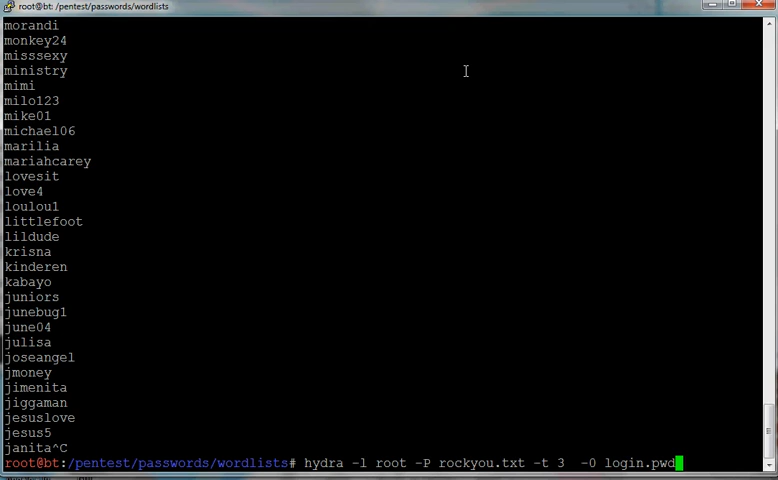 root@bt: /pentest/passwords/wordlists
morandi
monkey24
misssexy
ministry
mimi
milo123
mike01
michael06
marilia
mariahcarey
lovesit
love4
loulou1
littlefoot
lildude
krisna
kinderen
kabayo
juniors
junebug1
june04
julisa
joseangel
jmoney
jimenita
jiggaman
jesuslove
jesus5
janita^C
root@bt:/pentest/passwords/wordlists# hydra -l root -P rockyou.txt -t 3  -0 login.pwd